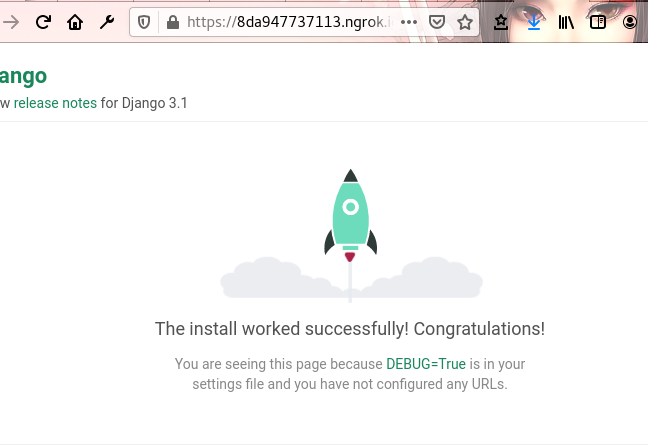 https://8da947737113.ngrok.i
ango
w release notes for Django 3.1
The install worked successfully! Congratulations!
You are seeing this page because DEBUG=True is in your
settings file and you have not configured any URLs.